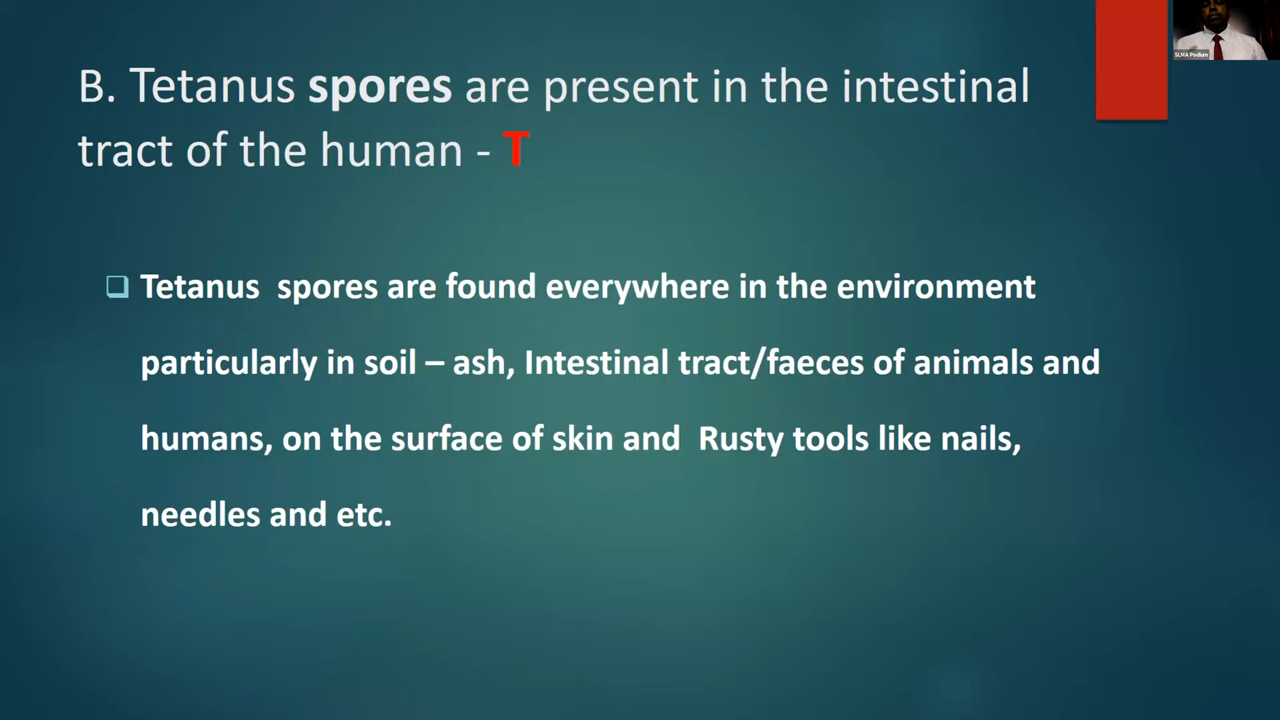 B. Tetanus spores are present in the intestinal
tract of the human - T
Tetanus  spores are found everywhere in the environment
particularly in soil – ash, Intestinal tract/faeces of animals and
humans, on the surface of skin and  Rusty tools like nails,
needles and etc.
SLMA Podium